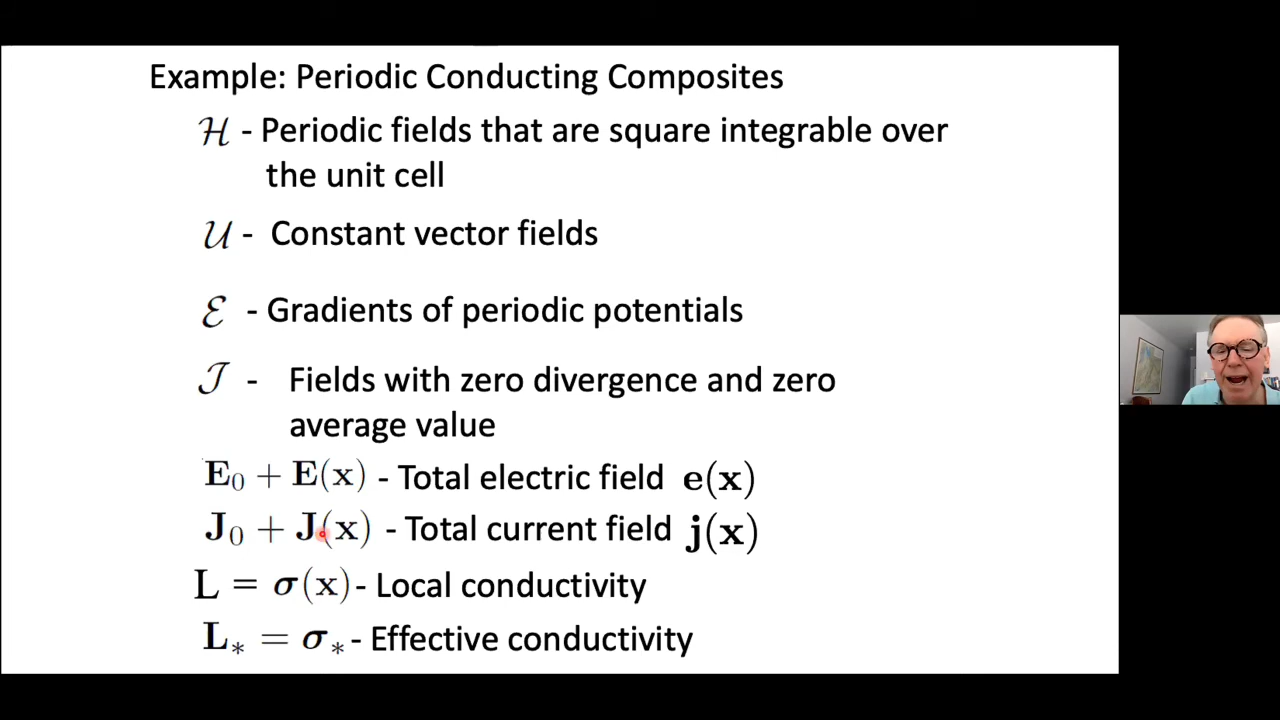 Example: Periodic Conducting Composites
ℋ - Periodic fields that are square integrable over
the unit cell
𝒰 - Constant vector fields
ℰ - Gradients of periodic potentials
𝒥 - Fields with zero divergence and zero
average value
E₀ + E(x) - Total electric field e(x)
J₀ + J(x) - Total current field j(x)
L = σ(x) - Local conductivity
L∗ = σ∗ - Effective conductivity